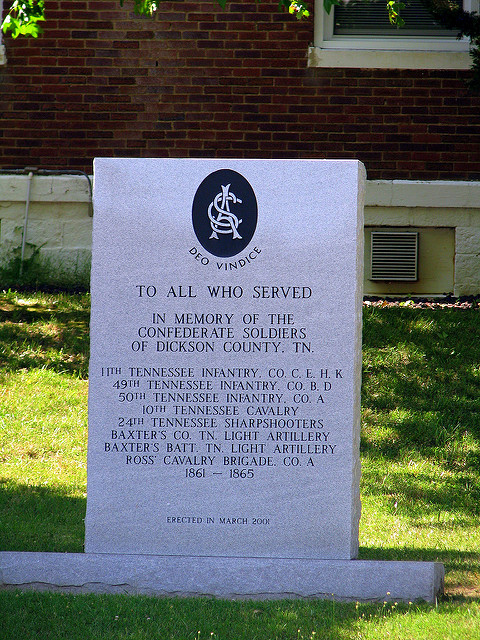 CSA
DEO VINDICE
TO ALL WHO SERVED
IN MEMORY OF THE
CONFEDERATE SOLDIERS
OF DICKSON COUNTY, TN.
11TH TENNESSEE INFANTRY, CO. C, E, H, K
49TH TENNESSEE INFANTRY, CO. B, D
50TH TENNESSEE INFANTRY, CO. A
10TH TENNESSEE CAVALRY
24TH TENNESSEE SHARPSHOOTERS
BAXTER'S CO. TN. LIGHT ARTILLERY
BAXTER'S BATT. TN. LIGHT ARTILLERY
ROSS' CAVALRY BRIGADE, CO. A
1861 — 1865
ERECTED IN MARCH 2001